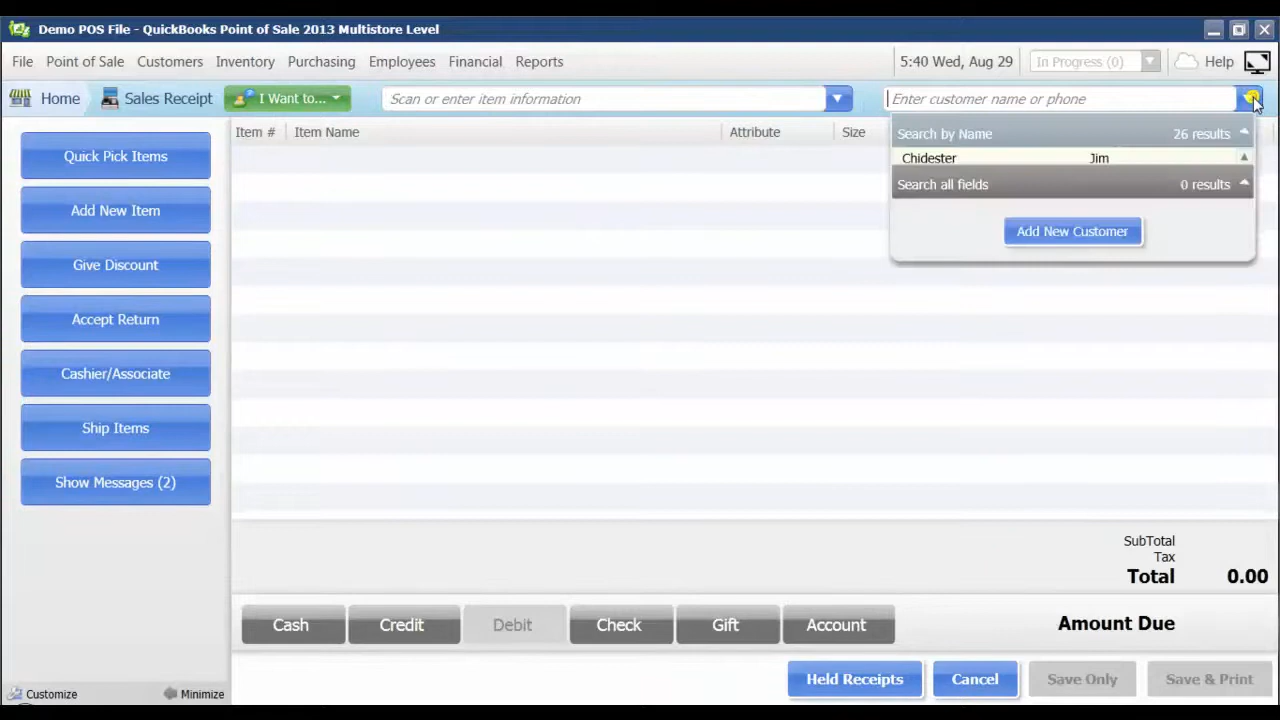 Demo POS File - QuickBooks Point of Sale 2013 Multistore Level
File Point of Sale Customers Inventory Purchasing Employees Financial Reports 5:40 Wed, Aug 29 In Progress (0) Help
Home Sales Receipt I Want to... Scan or enter item information Enter customer name or phone
Item # Item Name Attribute Size
Search by Name 26 results
Chidester Jim
Search all fields 0 results
Add New Customer
Quick Pick Items
Add New Item
Give Discount
Accept Return
Cashier/Associate
Ship Items
Show Messages (2)
SubTotal
Tax
Total 0.00
Cash Credit Debit Check Gift Account Amount Due
Held Receipts Cancel Save Only Save & Print
Customize Minimize